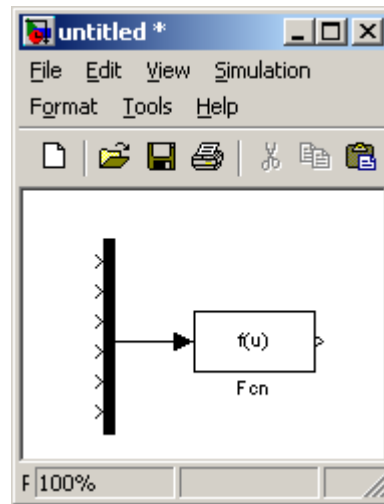 untitled *
File Edit View Simulation
Format Tools Help
f(u)
Fcn
F 100%